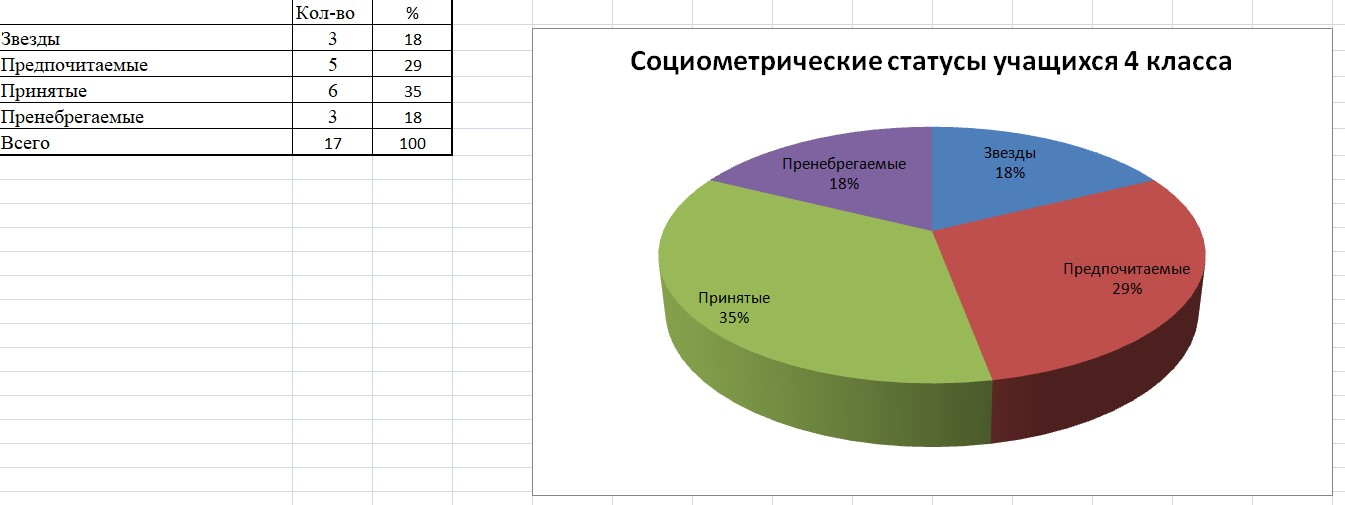 Кол-во %
Звезды 3 18
Предпочитаемые 5 29
Принятые 6 35
Пренебрегаемые 3 18
Всего 17 100
Социометрические статусы учащихся 4 класса
Звезды
18%
Пренебрегаемые
18%
Предпочитаемые
29%
Принятые
35%